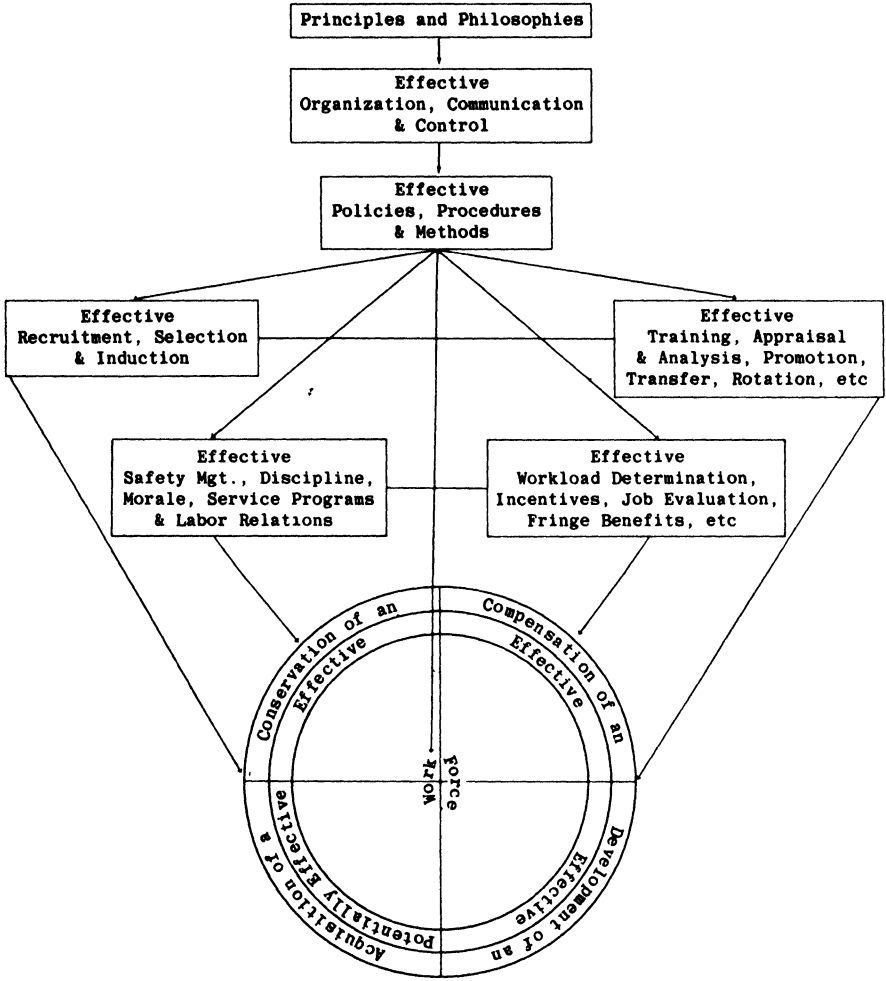 Principles and Philosophies
Effective
Organization, Communication
& Control
Effective
Policies, Procedures
& Methods
Effective
Recruitment, Selection
& Induction
Effective
Training, Appraisal
& Analysis, Promotion,
Transfer, Rotation, etc
Effective
Safety Mgt., Discipline,
Morale, Service Programs
& Labor Relations
Effective
Workload Determination,
Incentives, Job Evaluation,
Fringe Benefits, etc
Conservation of an
Effective
Compensation of an
Effective
Work
Force
Acquisition of a
Potentially Effective
Development of an
Effective